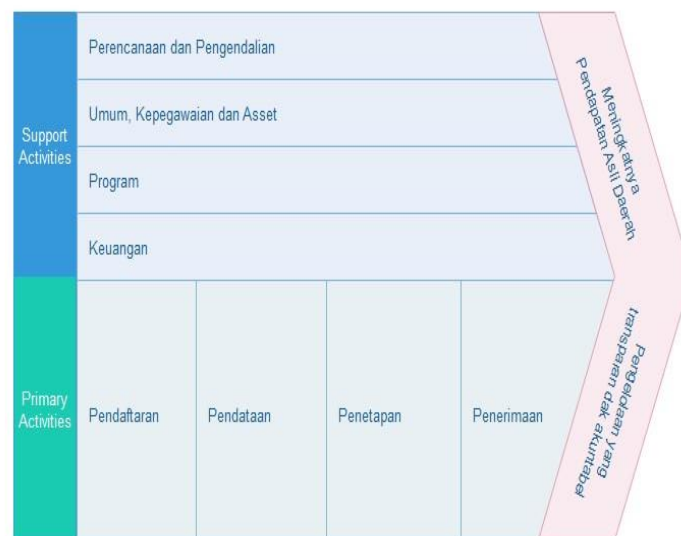 Support
Activities
Perencanaan dan Pengendalian
Umum, Kepegawaian dan Asset
Program
Keuangan
Meningkatnya
Pendapatan Asli Daerah
Primary
Activities
Pendaftaran
Pendataan
Penetapan
Penerimaan
Pengelolaan yang
transparan dak akuntabel